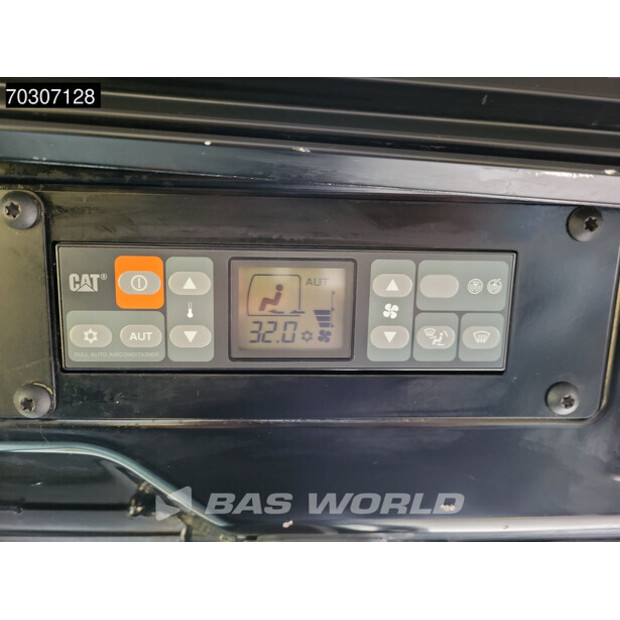 70307128
CAT®
AUT
32.0
AUT
FULL AUTO AIRCONDITIONER
BAS WORLD